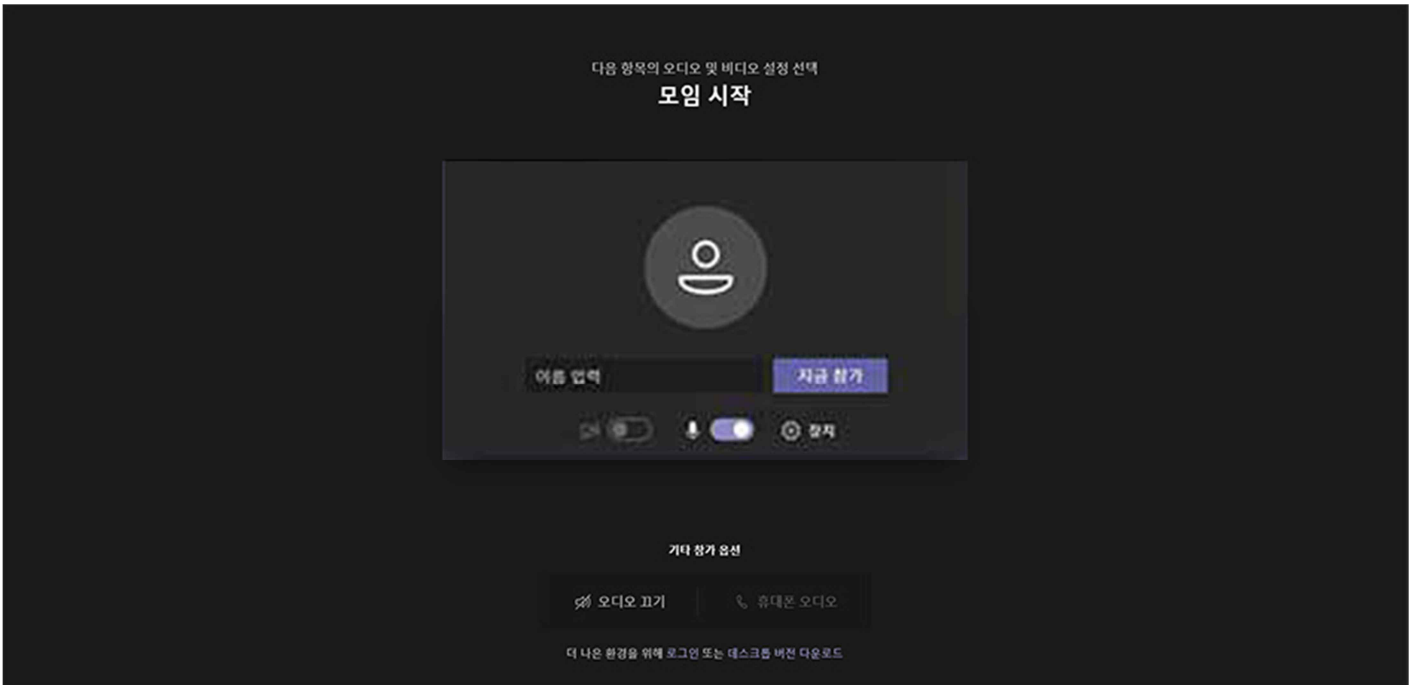 다음 항목의 오디오 및 비디오 설정 선택
모임 시작
이름 입력
지금 참가
장치
기타 참가 옵션
오디오 끄기
휴대폰 오디오
더 나은 환경을 위해 로그인 또는 데스크톱 버전 다운로드